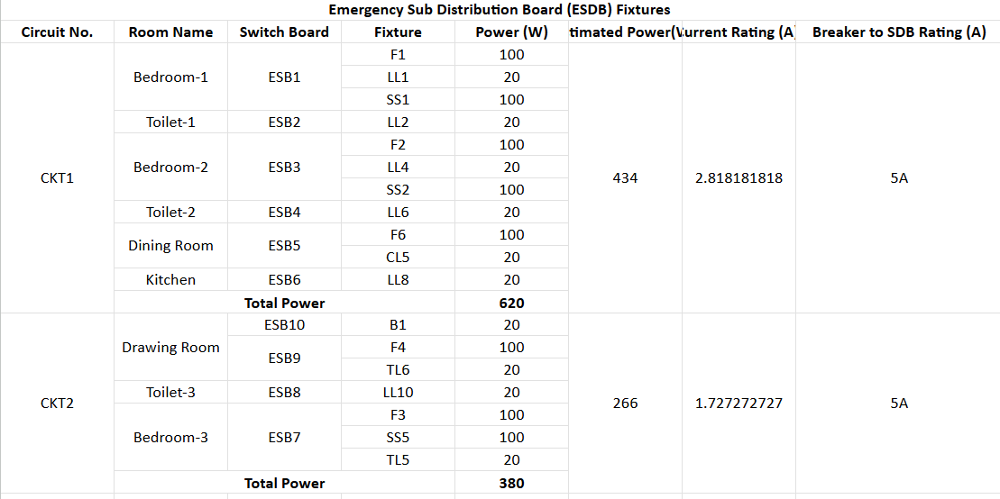 Emergency Sub Distribution Board (ESDB) Fixtures
Circuit No. Room Name Switch Board Fixture Power (W) timated Power(V urrent Rating (A) Breaker to SDB Rating (A)
F1 100
Bedroom-1 ESB1 LL1 20
SS1 100
Toilet-1 ESB2 LL2 20
F2 100
Bedroom-2 ESB3 LL4 20
CKT1 434 2.818181818 5A
SS2 100
Toilet-2 ESB4 LL6 20
F6 100
Dining Room ESB5
CL5 20
Kitchen ESB6 LL8 20
Total Power 620
ESB10 B1 20
Drawing Room F4 100
ESB9
TL6 20
Toilet-3 ESB8 LL10 20
CKT2 266 1.727272727 5A
F3 100
Bedroom-3 ESB7 SS5 100
TL5 20
Total Power 380